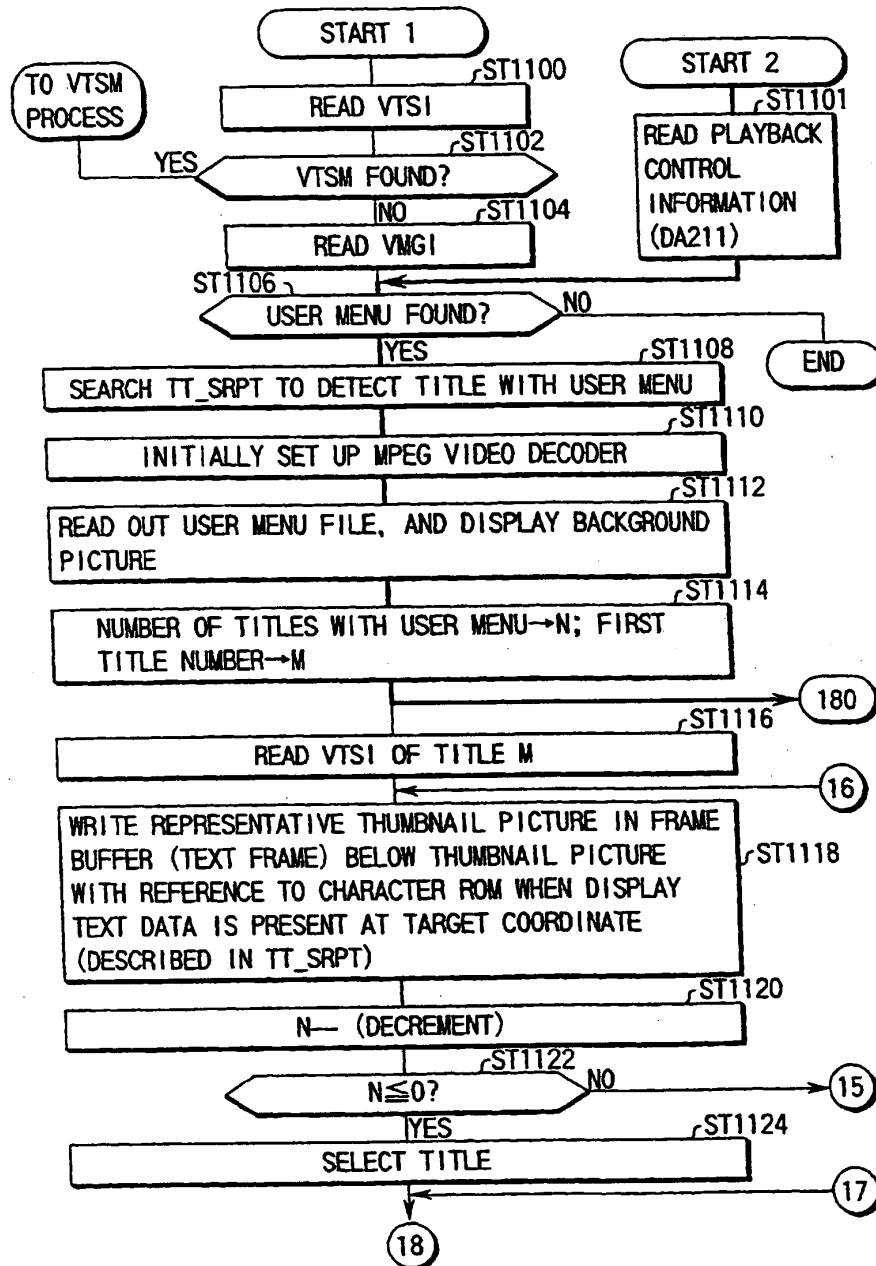 START 1
ST1100
START 2
TO VTSM
PROCESS
READ VTSI
ST1101
READ PLAYBACK
CONTROL
INFORMATION
(DA211)
ST1102
YES
VTSM FOUND?
NO
ST1104
READ VMGI
ST1106
USER MENU FOUND?
NO
YES
END
ST1108
SEARCH TT_SRPT TO DETECT TITLE WITH USER MENU
ST1110
INITIALLY SET UP MPEG VIDEO DECODER
ST1112
READ OUT USER MENU FILE, AND DISPLAY BACKGROUND
PICTURE
ST1114
NUMBER OF TITLES WITH USER MENU→N; FIRST
TITLE NUMBER→M
180
ST1116
READ VTSI OF TITLE M
16
WRITE REPRESENTATIVE THUMBNAIL PICTURE IN FRAME
BUFFER (TEXT FRAME) BELOW THUMBNAIL PICTURE
WITH REFERENCE TO CHARACTER ROM WHEN DISPLAY
TEXT DATA IS PRESENT AT TARGET COORDINATE
(DESCRIBED IN TT_SRPT)
ST1118
ST1120
N–– (DECREMENT)
ST1122
N≦0?
NO
15
YES
ST1124
SELECT TITLE
17
18